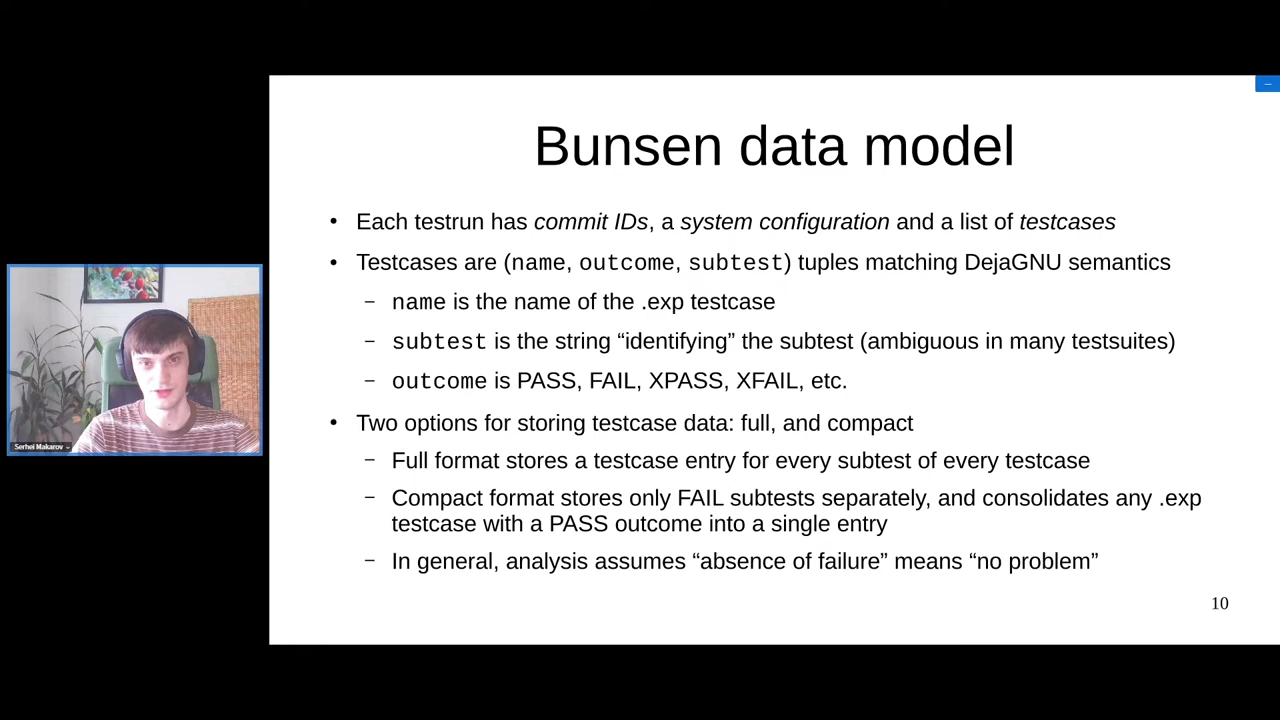 Bunsen data model
• Each testrun has commit IDs, a system configuration and a list of testcases
• Testcases are (name, outcome, subtest) tuples matching DejaGNU semantics
– name is the name of the .exp testcase
– subtest is the string “identifying” the subtest (ambiguous in many testsuites)
– outcome is PASS, FAIL, XPASS, XFAIL, etc.
• Two options for storing testcase data: full, and compact
– Full format stores a testcase entry for every subtest of every testcase
– Compact format stores only FAIL subtests separately, and consolidates any .exp
testcase with a PASS outcome into a single entry
– In general, analysis assumes “absence of failure” means “no problem”
10
Serhei Makarov